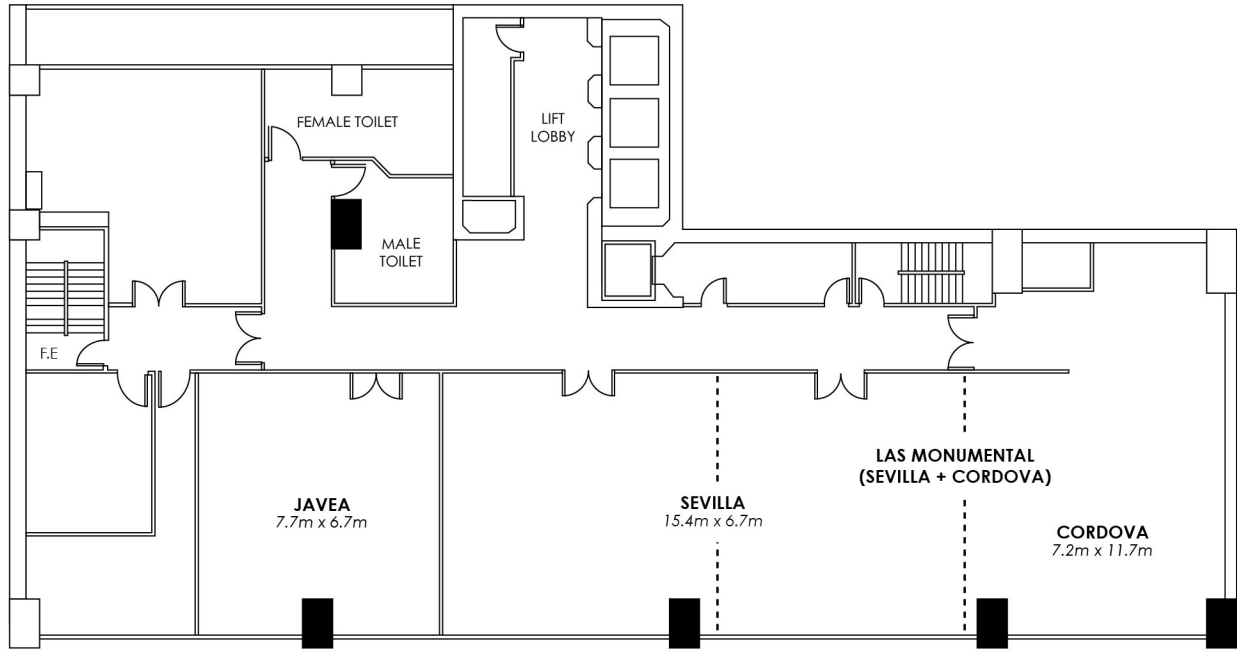 FEMALE TOILET
LIFT
LOBBY
MALE
TOILET
F.E
LAS MONUMENTAL
(SEVILLA + CORDOVA)
JAVEA
7.7m x 6.7m
SEVILLA
15.4m x 6.7m
CORDOVA
7.2m x 11.7m